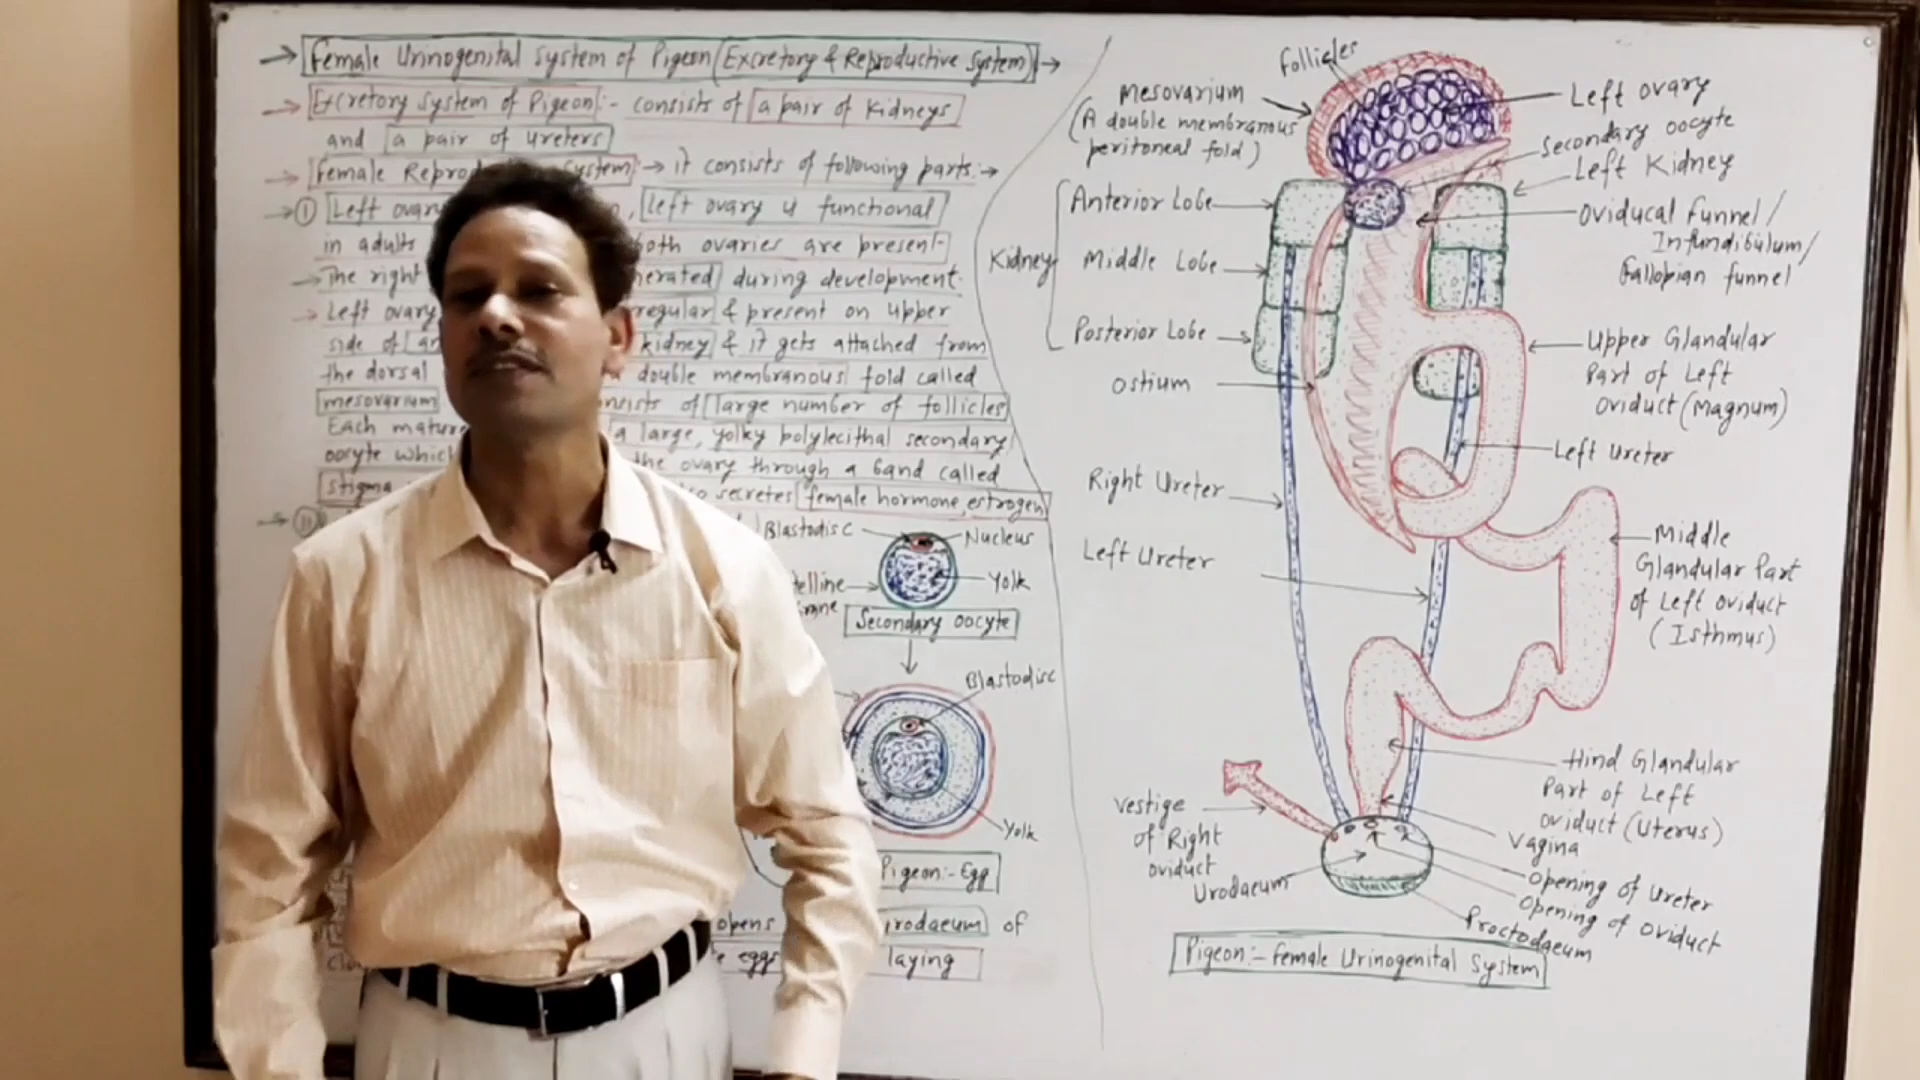 → Female Urinogenital System of Pigeon (Excretory & Reproductive System) →
→ Excretory System of Pigeon :- consists of a pair of Kidneys
and a pair of ureters
→ Female System → it consists of following parts :→
→ ① Left ovary , left ovary is functional
in adults both ovaries are present
→ The right during development.
→ Left ovary & present on upper
side of kidney & it gets attached from
the dorsal double membranous fold called
mesovarium of large number of follicles
Each mature a large, yolky polylecithal secondary
oocyte which the ovary through a band called
stigma secretes female hormone, estrogen
Blastodisc
Nucleus
Yolk
Secondary oocyte
Blastodisc
Yolk
Pigeon :- Egg
opens of
eggs laying
Follicles
Mesovarium
(A double membranous
peritoneal fold)
Left ovary
Secondary oocyte
Left Kidney
Oviducal Funnel /
Infundibulum /
Fallopian funnel
Kidney
Anterior Lobe
Middle Lobe
Posterior Lobe
Ostium
Upper Glandular
Part of Left
Oviduct (Magnum)
Left Ureter
Right Ureter
Left Ureter
Middle
Glandular Part
of Left oviduct
(Isthmus)
Hind Glandular
Part of Left
oviduct (Uterus)
Vagina
Vestige
of Right
oviduct
Urodaeum
Opening of Ureter
Opening of oviduct
Proctodaeum
Pigeon :- Female Urinogenital System